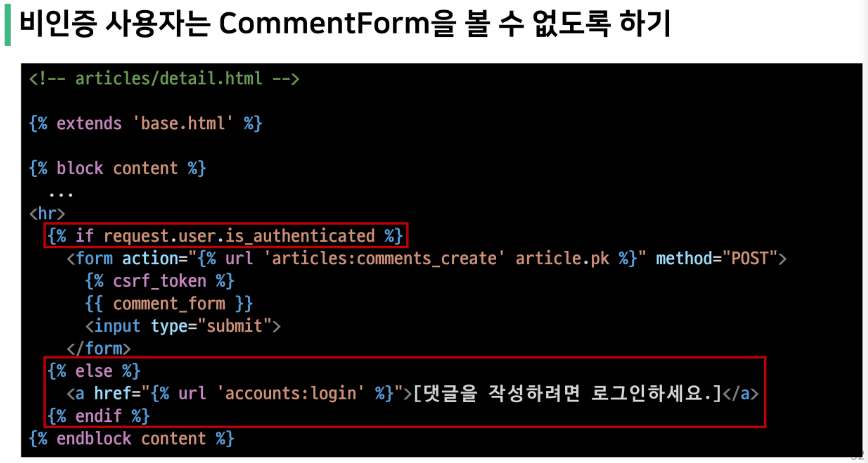 비인증 사용자는 CommentForm을 볼 수 없도록 하기
<!-- articles/detail.html -->
{% extends 'base.html' %}
{% block content %}
...
<hr>
{% if request.user.is_authenticated %}
<form action="{% url 'articles:comments_create' article.pk %}" method="POST">
{% csrf_token %}
{{ comment_form }}
<input type="submit">
</form>
{% else %}
<a href="{% url 'accounts:login' %}">[댓글을 작성하려면 로그인하세요.]</a>
{% endif %}
{% endblock content %}